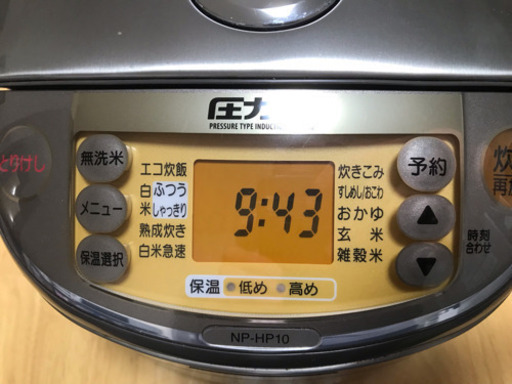 圧力
PRESSURE TYPE
とりけし
無洗米
メニュー
保温選択
エコ炊飯
白米
ふつう
しゃっきり
熟成炊き
白米急速
9:43
炊きこみ
すしめし/おこわ
おかゆ
玄米
雑穀米
予約
▲
▼
時刻
合わせ
保温 低め 高め
NP-HP10